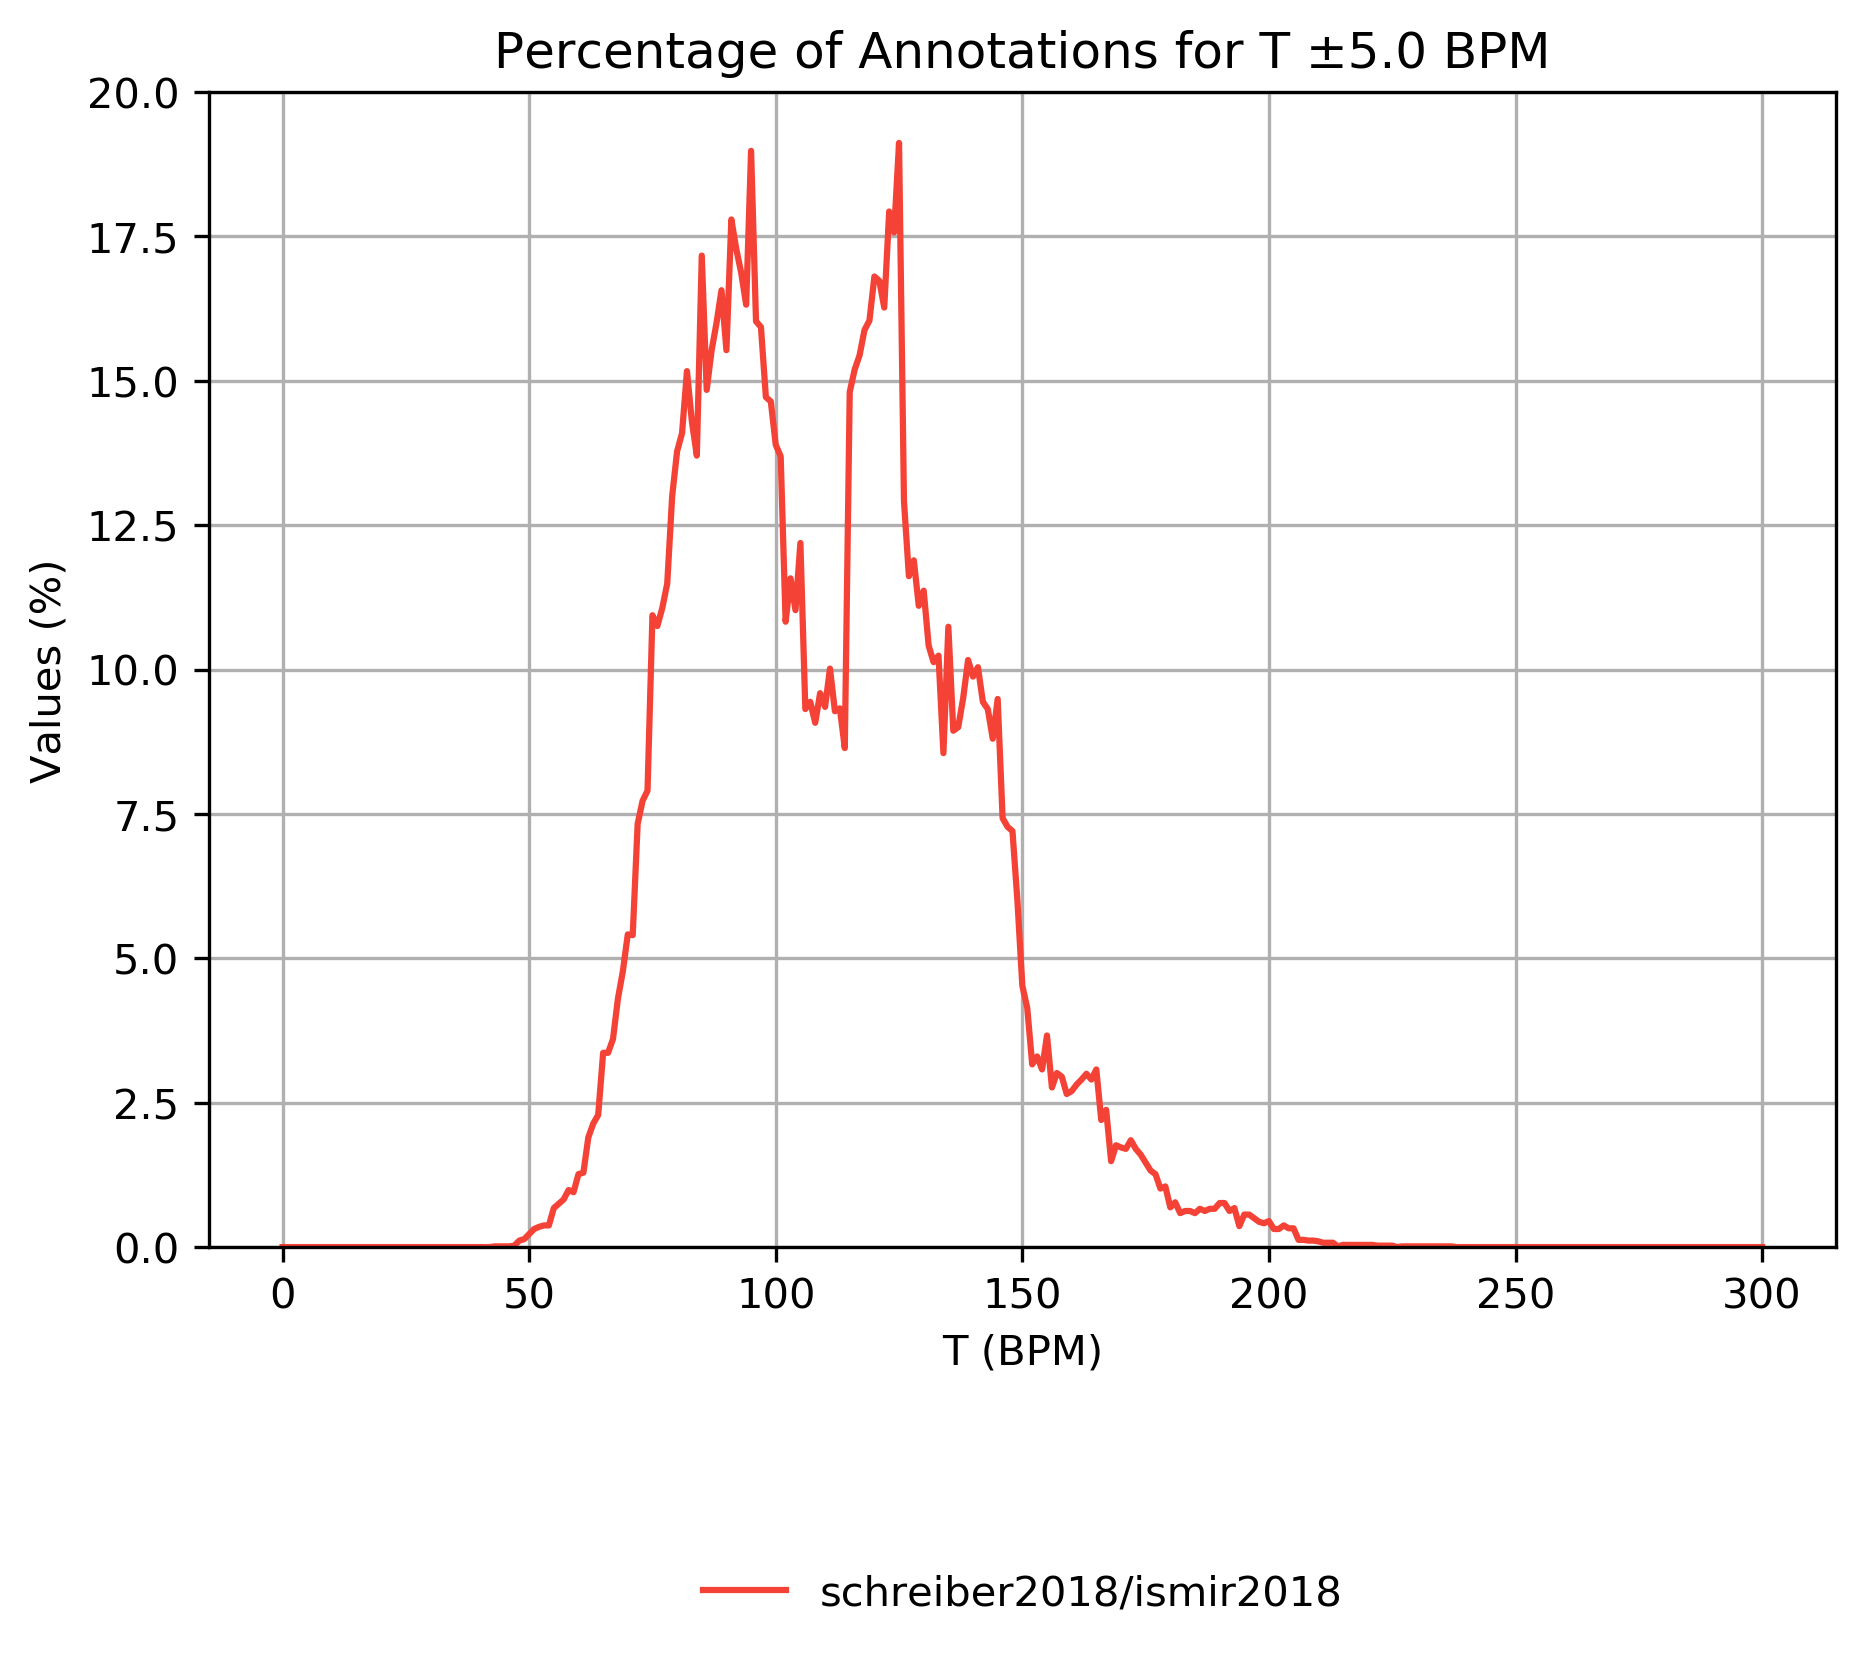 Percentage of Annotations for T ±5.0 BPM
20.0
17.5
15.0
12.5
10.0
7.5
5.0
2.5
0.0
Values (%)
0 50 100 150 200 250 300
T (BPM)
schreiber2018/ismir2018